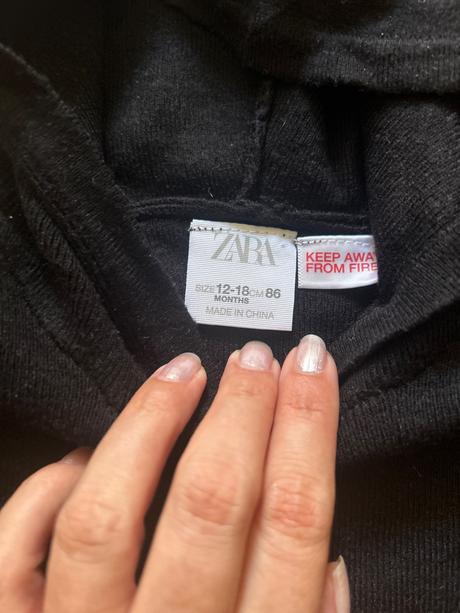 ZARA
SIZE 12-18 CM 86
MONTHS
MADE IN CHINA
KEEP AWA
FROM FIRE